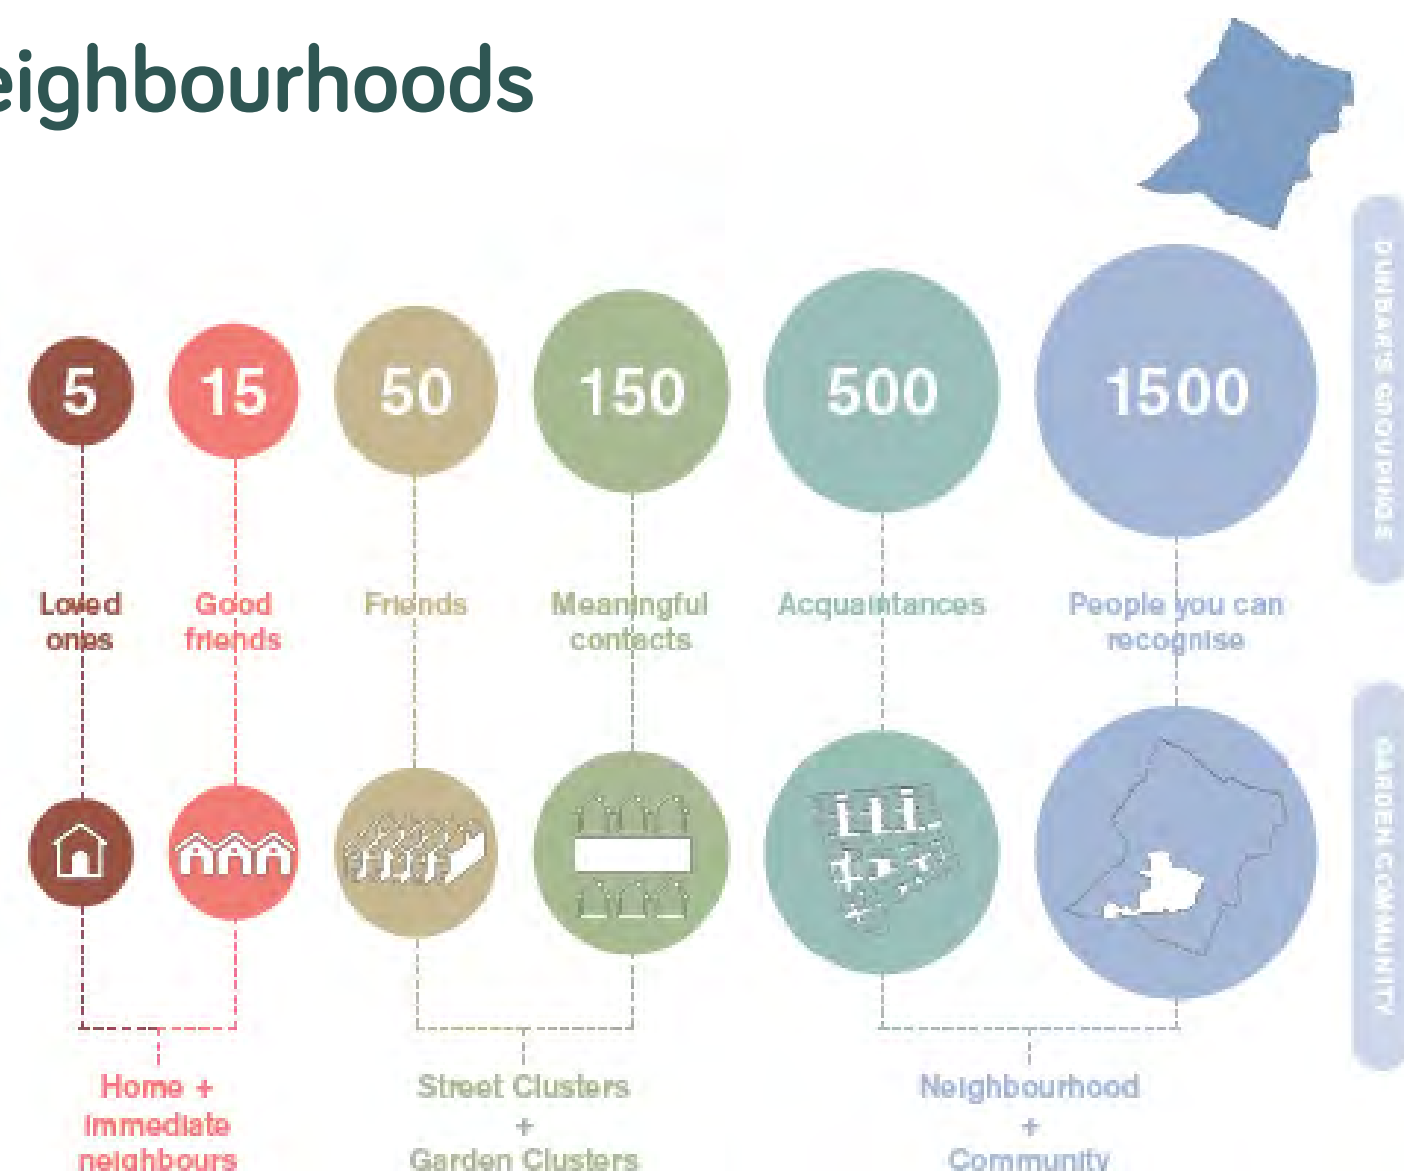 eighbourhoods
5
15
50
150
500
1500
DUNBAR'S GROUPINGS
Loved
ones
Good
friends
Friends
Meaningful
contacts
Acquaintances
People you can
recognise
GARDEN COMMUNITY
Home +
immediate
neighbours
Street Clusters
+
Garden Clusters
Neighbourhood
+
Community